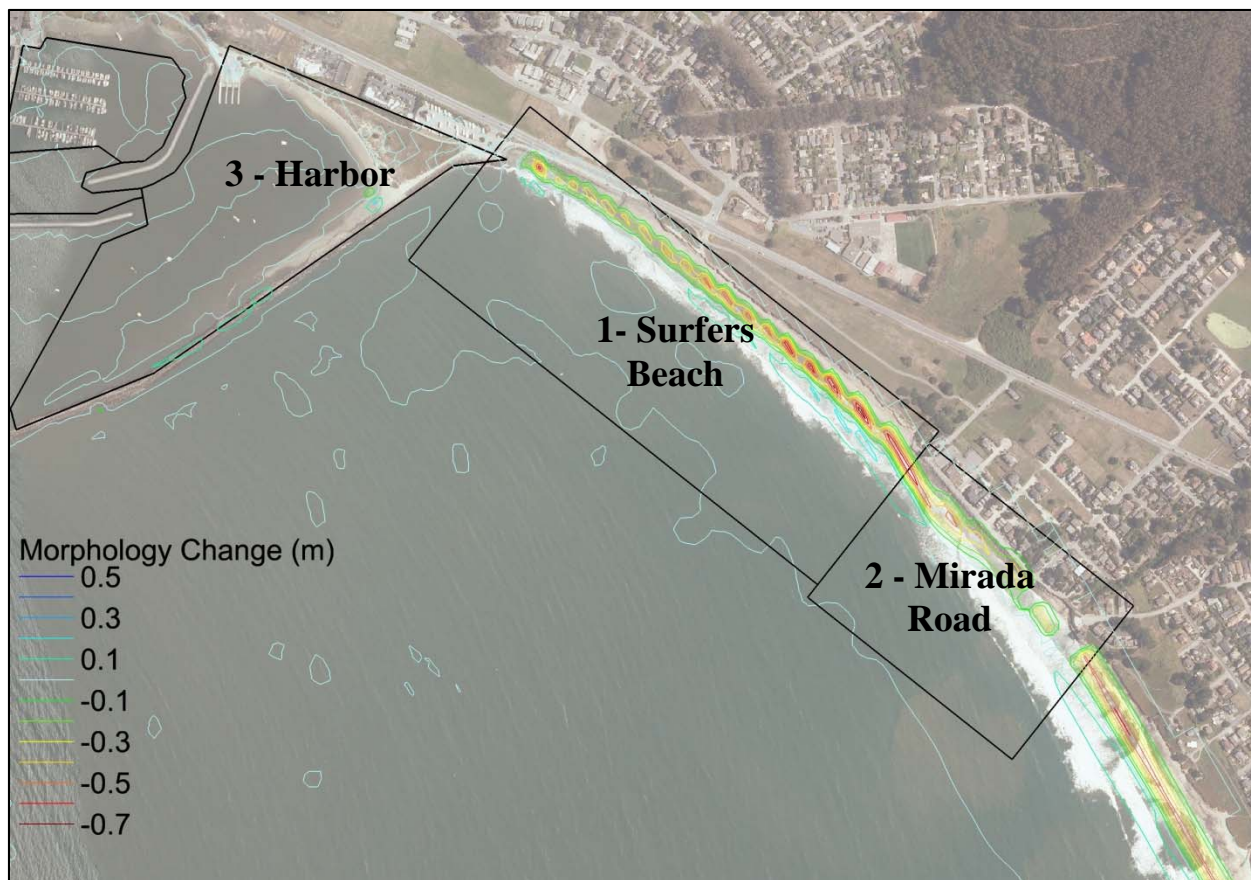 3 - Harbor
1- Surfers
Beach
2 - Mirada
Road
Morphology Change (m)
0.5
0.3
0.1
-0.1
-0.3
-0.5
-0.7